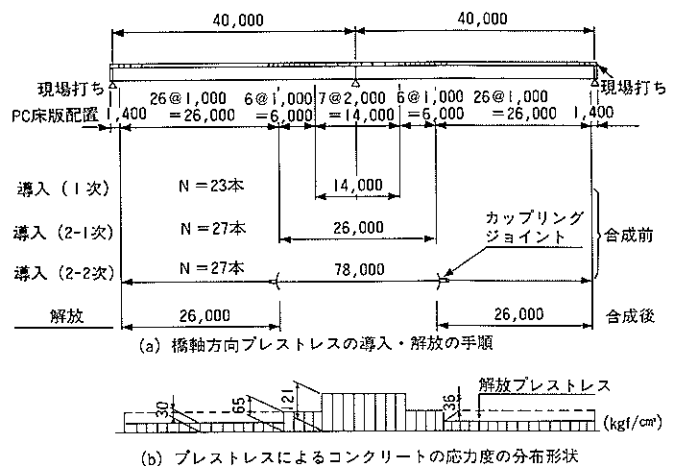 40,000 40,000
現場打ち 現場打ち
26@1,000 6@1,000 7@2,000 6@1,000 26@1,000
PC床版配置 1,400 =26,000 =6,000 =14,000 =6,000 =26,000 1,400
導入(1次) N=23本 14,000
導入(2-1次) N=27本 26,000
カップリング
ジョイント
合成前
導入(2-2次) N=27本 78,000
解放 26,000 26,000 合成後
(a) 橋軸方向プレストレスの導入・解放の手順
30 65 121 36 解放プレストレス
(kgf/cm²)
(b) プレストレスによるコンクリートの応力度の分布形状